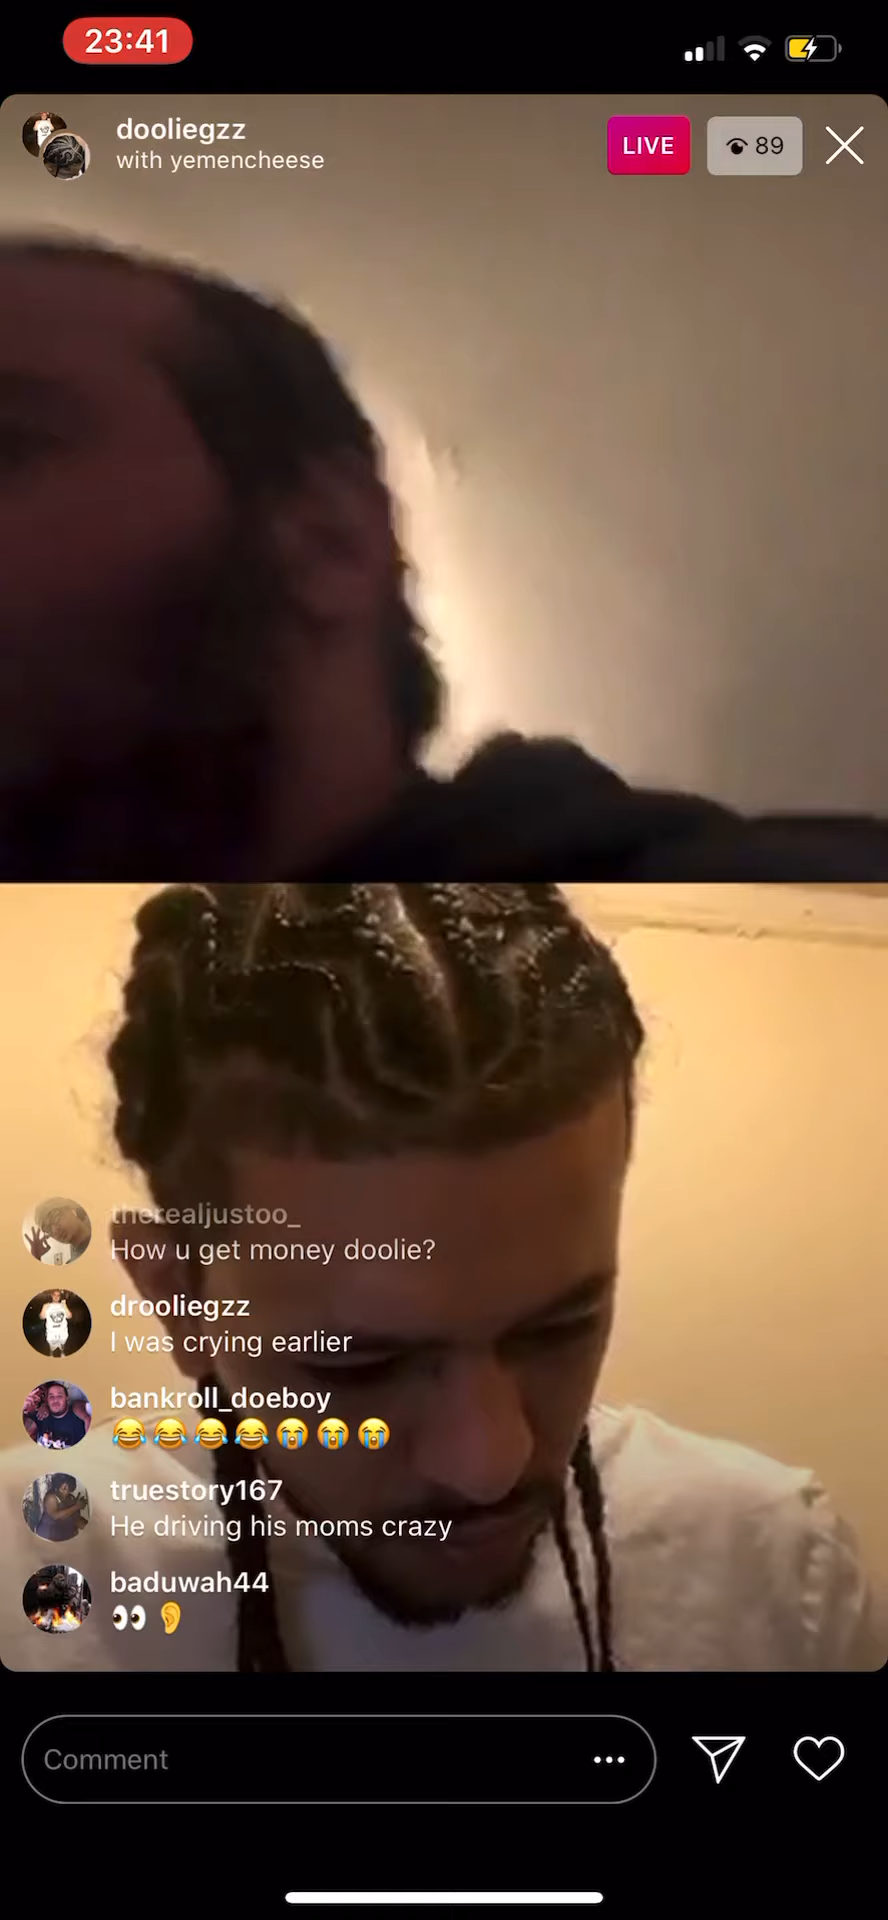 23:41
dooliegzz
with yemencheese
LIVE
89
therealjustoo_
How u get money doolie?
drooliegzz
I was crying earlier
bankroll_doeboy
😂😂😂😂😭😭😭
truestory167
He driving his moms crazy
baduwah44
👀👂
Comment